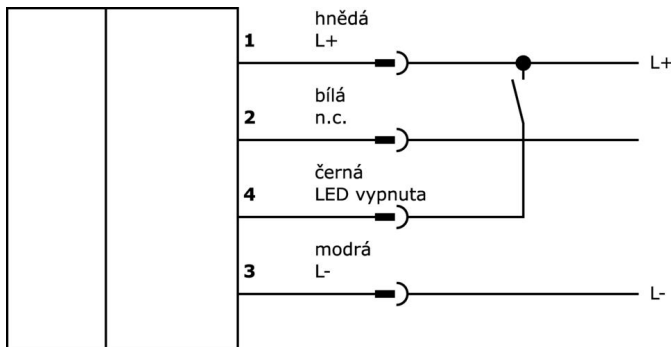 hnědá
1 L+
L+
bílá
2 n.c.
černá
4 LED vypnuta
modrá
3 L-
L-